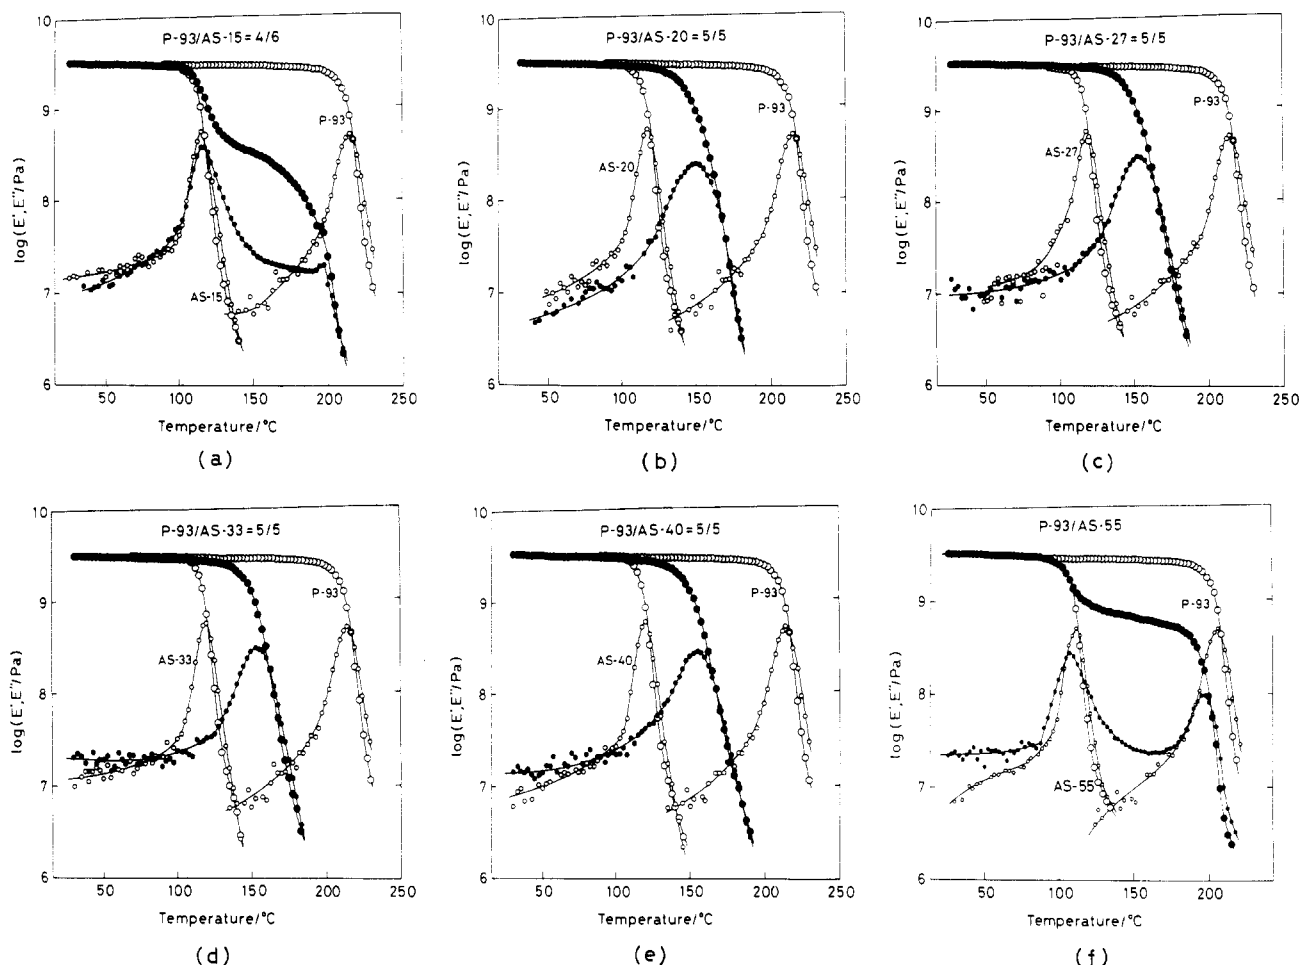 P-93/AS-15=4/6
10
9
8
7
6
log(E',E''/Pa)
P-93
AS-15
50
100
150
200
250
Temperature/°C
(a)
P-93/AS-20=5/5
10
9
8
7
6
log(E',E''/Pa)
P-93
AS-20
50
100
150
200
250
Temperature/°C
(b)
P-93/AS-27=5/5
10
9
8
7
6
log(E',E''/Pa)
P-93
AS-27
50
100
150
200
250
Temperature/°C
(c)
P-93/AS-33=5/5
10
9
8
7
6
log(E',E''/Pa)
P-93
AS-33
50
100
150
200
250
Temperature/°C
(d)
P-93/AS-40=5/5
10
9
8
7
6
log(E',E''/Pa)
P-93
AS-40
50
100
150
200
250
Temperature/°C
(e)
P-93/AS-55
10
9
8
7
6
log(E',E''/Pa)
P-93
AS-55
50
100
150
200
Temperature/°C
(f)